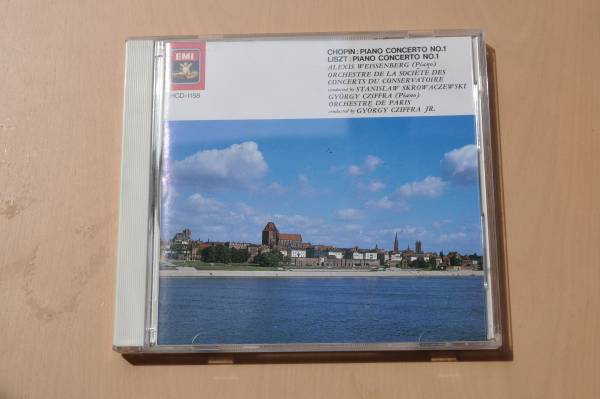 EMI
HCD-1158
CHOPIN: PIANO CONCERTO NO.1
LISZT: PIANO CONCERTO NO.1
ALEXIS WEISSENBERG (Piano)
ORCHESTRE DE LA SOCIÉTÉ DES
CONCERTS DU CONSERVATOIRE
conducted by STANISLAW SKROWACZEWSKI
GYÖRGY CZIFFRA (Piano)
ORCHESTRE DE PARIS
conducted by GYÖRGY CZIFFRA JR.